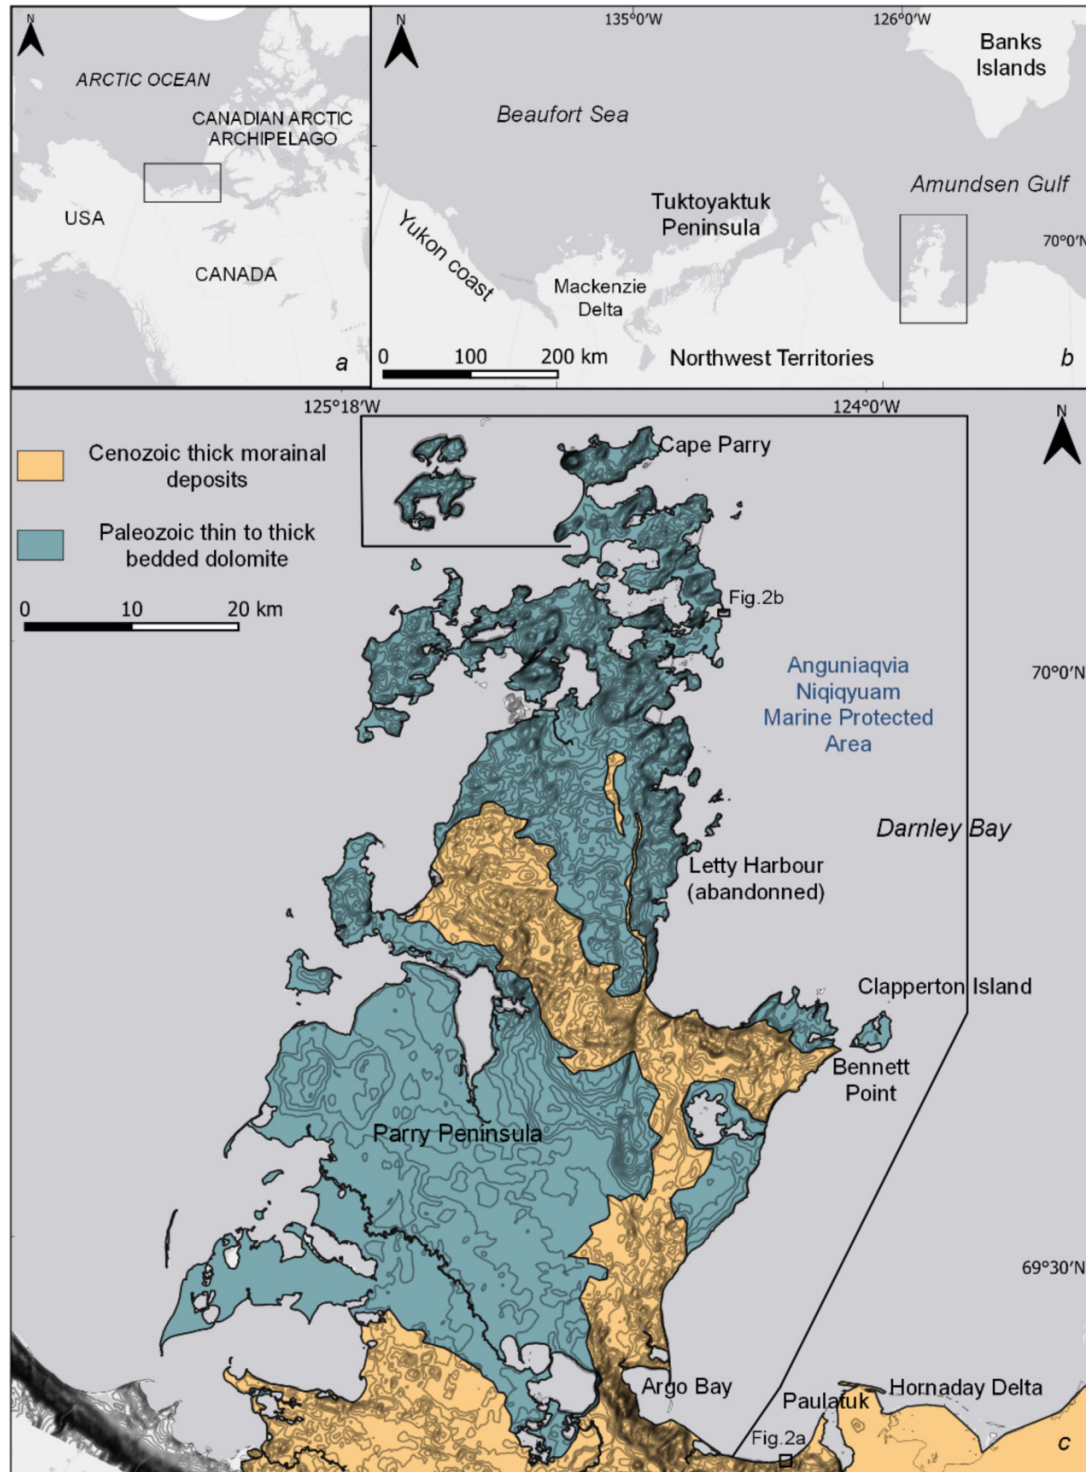 N
ARCTIC OCEAN
CANADIAN ARCTIC
ARCHIPELAGO
USA
CANADA
a
135°0'W
126°0'W
N
Banks
Islands
Beaufort Sea
Amundsen Gulf
Tuktoyaktuk
Peninsula
70°0'N
Yukon coast
Mackenzie
Delta
0 100 200 km
Northwest Territories
b
125°18'W
124°0'W
N
Cenozoic thick morainal
deposits
Paleozoic thin to thick
bedded dolomite
0 10 20 km
Cape Parry
Fig.2b
70°0'N
Anguniaqvia
Niqiqyuam
Marine Protected
Area
Darnley Bay
Letty Harbour
(abandonned)
Clapperton Island
Bennett
Point
Parry Peninsula
69°30'N
Argo Bay
Paulatuk
Hornaday Delta
Fig.2a
c